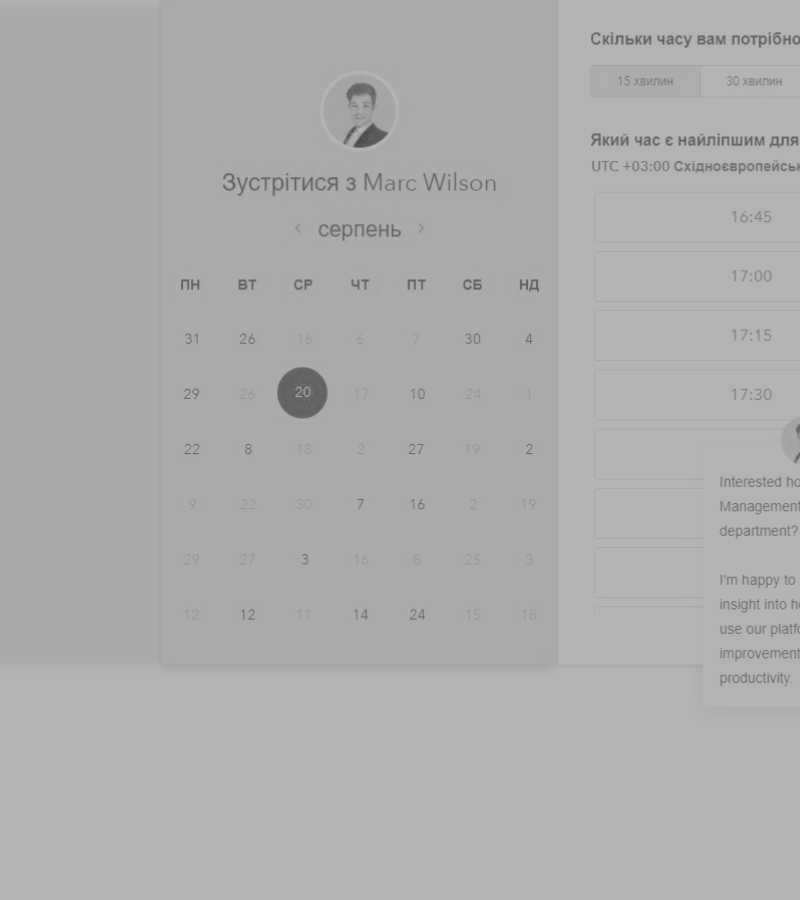 Зустрітися з Marc Wilson
‹ серпень ›
ПН ВТ СР ЧТ ПТ СБ НД
31 26 16 6 7 30 4
29 26 20 17 10 24 1
22 8 18 2 27 19 2
9 22 30 7 16 2 19
29 27 3 16 8 25 3
12 12 11 14 24 15 18
Скільки часу вам потрібно
15 хвилин 30 хвилин
Який час є найліпшим для
UTC +03:00 Східноєвропейськ
16:45
17:00
17:15
17:30
Interested ho
Management
department?
I'm happy to
insight into h
use our platf
improvement
productivity.